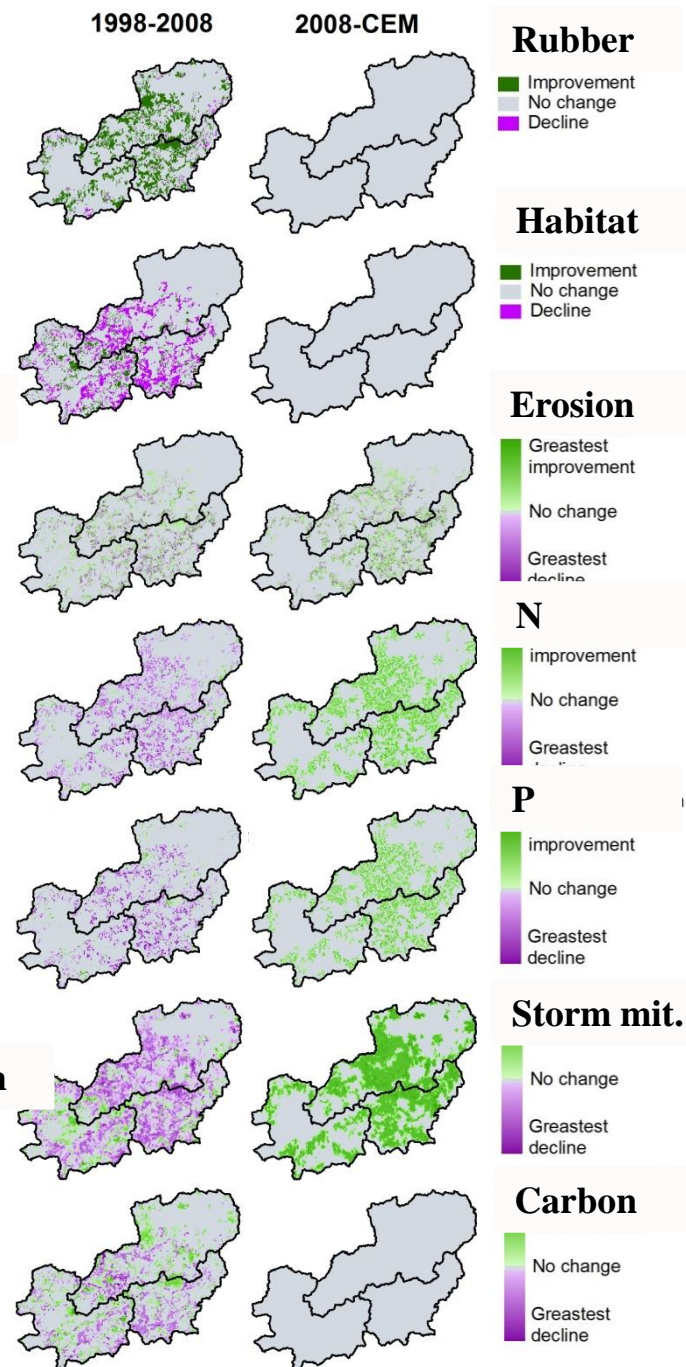 1998-2008 2008-CEM
Rubber
Improvement
No change
Decline
Habitat
Improvement
No change
Decline
Erosion
Greastest
improvement
No change
Greastest
decline
N
improvement
No change
Greastest
P
improvement
No change
Greastest
decline
Storm mit.
No change
Greastest
decline
Carbon
No change
Greastest
decline